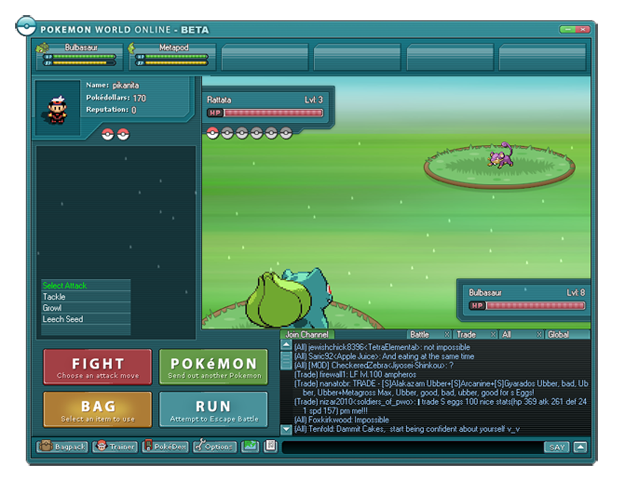 POKEMON WORLD ONLINE - BETA
Bulbasaur
Metapod
Name: pikanita
Pokédollars: 170
Reputation: 0
Rattata Lvl: 3
HP
Select Attack
Tackle
Growl
Leech Seed
Bulbasaur Lvl: 8
HP
FIGHT
Choose an attack move
POKéMON
Send out another Pokemon
BAG
Select an item to use
RUN
Attempt to Escape Battle
Join Channel Battle × Trade × All × Global
(All) jewishchick8396<TetraElemental>: not impossible
(All) Saric92<Apple Juice>: And eating at the same time
(All) [MOD] CheckeredZebra<Jiyosei-Shinkou>: ?
(Trade) firewall1: LF lvl.100 ampheros
(Trade) nanatobr: TRADE - [S]Alakazam Ubber+[S]Arcanine+[S]Gyarados Ubber, bad, Ub
ber, Ubber+Metagross Max, Ubber, good, bad, ubber, good for s Eggs!
(Trade) nizar2010<soldiers_of_pwo>: I trade S eggs 100 nice stats(hp 369 atk 261 def 24
1 spd 157) pm me!!!
(All) Foxkirkwood: Impossible
(All) Tenfold: Dammit Cakes, start being confident about yourself v_v
Bagpack Trainer PokéDex Options SAY